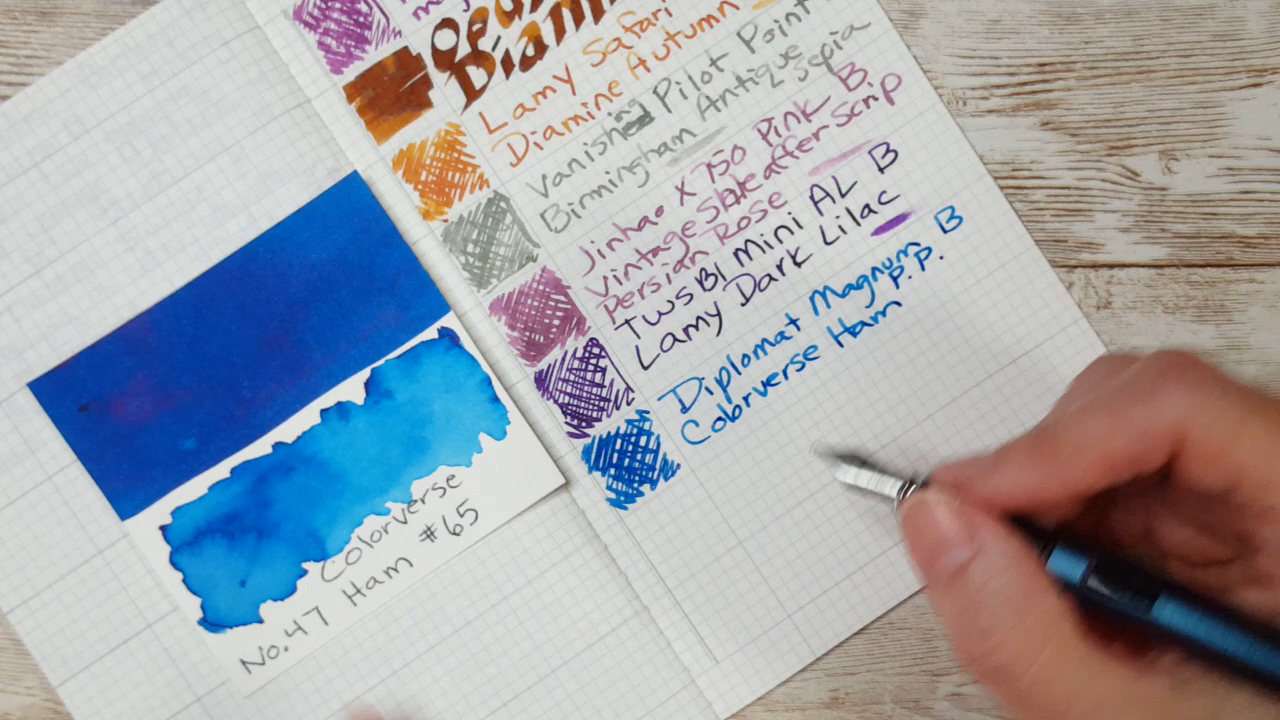 Lamy Safari
Diamine Autumn
Vanishing Pilot Point
Birmingham Antique Sepia
Jinhao X750 Pink B
Vintage Sheaffer Scrip
Persian Rose
TWSBI Mini AL B
Lamy Dark Lilac
Diplomat Magnum B
P.P.
Colorverse Ham
Colorverse
No.47 Ham #65